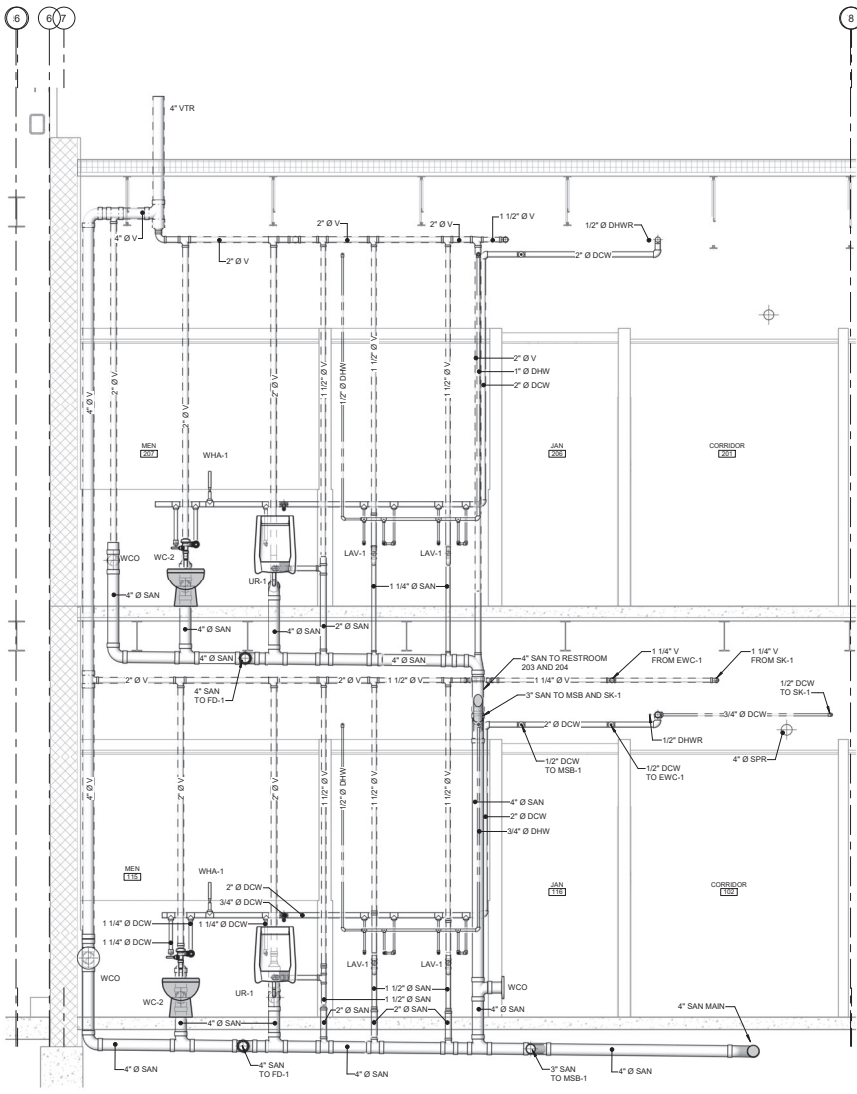 6
6
7
8
4" VTR
4" Ø V
2" Ø V
2" Ø V
2" Ø V
1 1/2" Ø V
1/2" Ø DHWR
2" Ø DCW
4" Ø V
2" Ø V
2" Ø V
2" Ø V
1 1/2" Ø V
1/2" Ø DHW
1 1/2" Ø V
1 1/2" Ø V
2" Ø V
1" Ø DHW
2" Ø DCW
MEN
207
WHA-1
JAN
206
CORRIDOR
201
WCO
WC-2
UR-1
LAV-1
LAV-1
4" Ø SAN
1 1/4" Ø SAN
4" Ø SAN
4" Ø SAN
2" Ø SAN
4" Ø SAN
4" Ø SAN
4" SAN TO RESTROOM
203 AND 204
1 1/4" V
FROM EWC-1
1 1/4" V
FROM SK-1
2" Ø V
4" SAN
TO FD-1
2" Ø V
1 1/2" Ø V
1 1/4" Ø V
3" SAN TO MSB AND SK-1
1/2" DCW
TO SK-1
2" Ø DCW
3/4" Ø DCW
1/2" DHWR
1/2" DCW
TO MSB-1
1/2" DCW
TO EWC-1
4" Ø SPR
4" Ø V
2" Ø V
2" Ø V
1 1/2" Ø V
1/2" Ø DHW
1 1/2" Ø V
1 1/2" Ø V
4" Ø SAN
2" Ø DCW
3/4" Ø DHW
MEN
115
WHA-1
2" Ø DCW
3/4" Ø DCW
JAN
116
CORRIDOR
102
1 1/4" Ø DCW
1 1/4" Ø DCW
1 1/4" Ø DCW
WCO
WC-2
UR-1
LAV-1
LAV-1
WCO
1 1/2" Ø SAN
1 1/2" Ø SAN
4" Ø SAN
4" Ø SAN
2" Ø SAN
2" Ø SAN
4" SAN MAIN
4" Ø SAN
4" SAN
TO FD-1
4" Ø SAN
3" SAN
TO MSB-1
4" Ø SAN